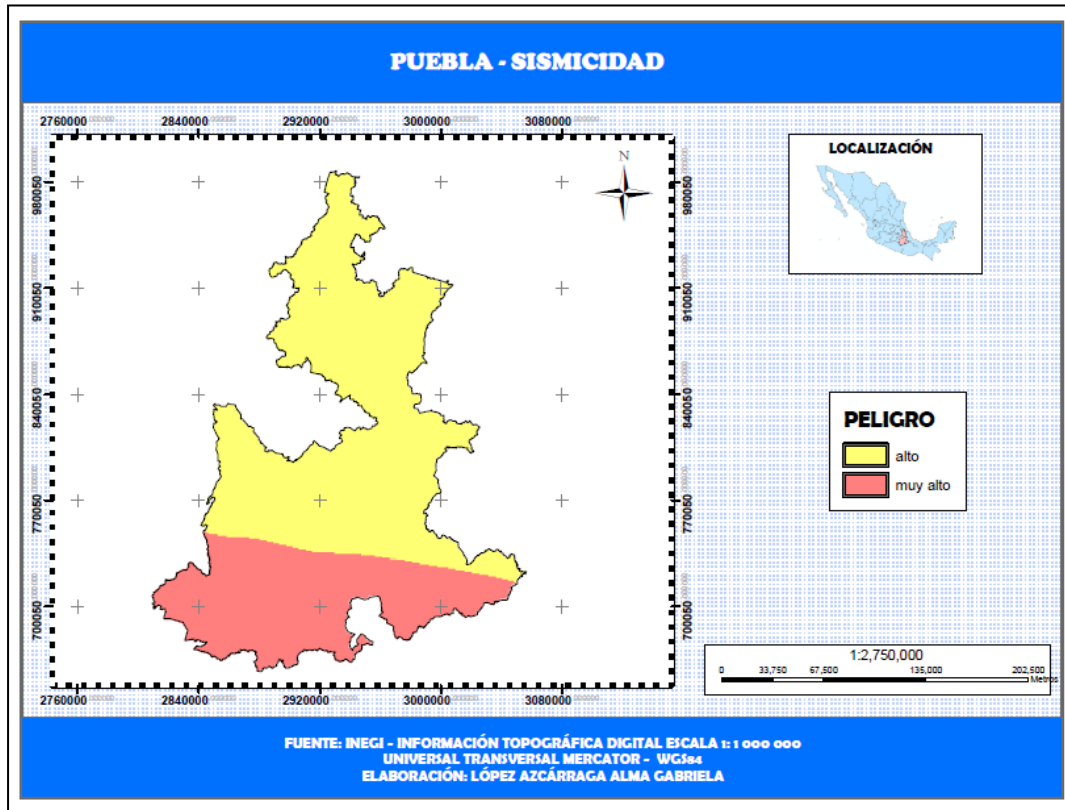 PUEBLA - SISMICIDAD
2760000 2840000 2920000 3000000 3080000
N
LOCALIZACIÓN
980050 980050
910050 910050
840050 840050
770050 770050
700050 700050
PELIGRO
alto
muy alto
1:2,750,000
0 33,750 67,500 135,000 202,500
Metros
2760000 2840000 2920000 3000000 3080000
FUENTE: INEGI - INFORMACIÓN TOPOGRÁFICA DIGITAL ESCALA 1: 1 000 000
UNIVERSAL TRANSVERSAL MERCATOR - WGS84
ELABORACIÓN: LÓPEZ AZCÁRRAGA ALMA GABRIELA